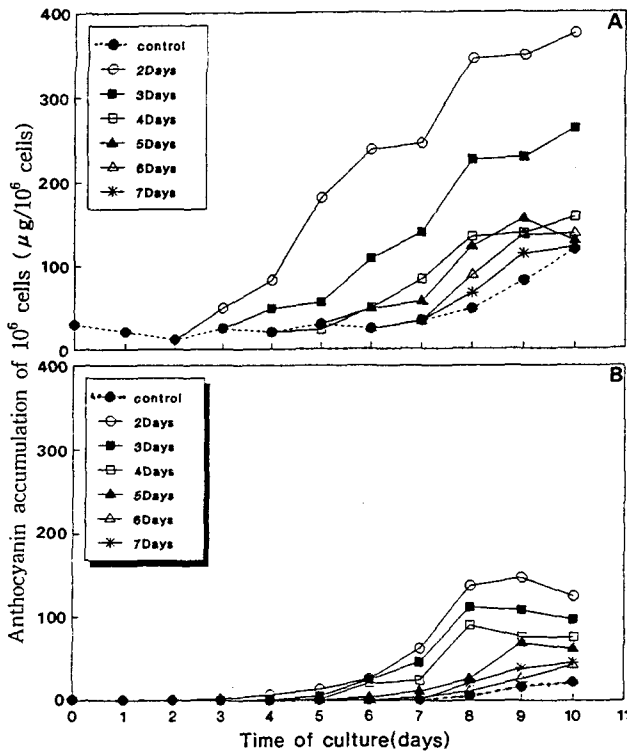 Anthocyanin accumulation of 10⁶ cells (μg/10⁶ cells)
A
400
300
200
100
0
control
2Days
3Days
4Days
5Days
6Days
7Days
B
400
300
200
100
0
control
2Days
3Days
4Days
5Days
6Days
7Days
0 1 2 3 4 5 6 7 8 9 10 11
Time of culture(days)